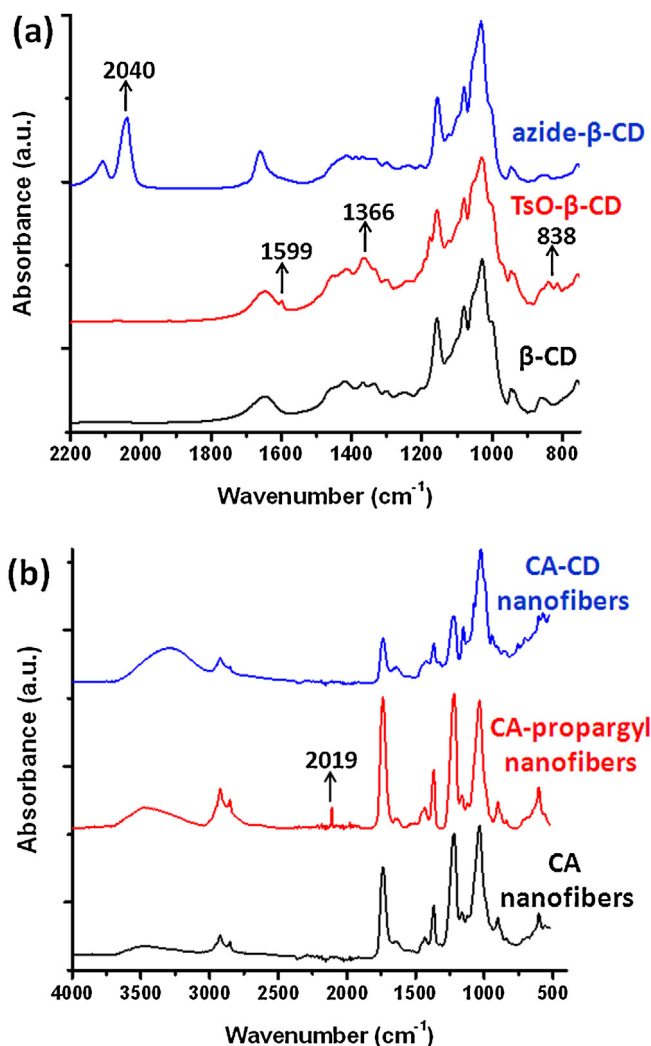 (a)
2040
azide-β-CD
TsO-β-CD
1599
1366
838
β-CD
Absorbance (a.u.)
2200 2000 1800 1600 1400 1200 1000 800
Wavenumber (cm⁻¹)
(b)
CA-CD
nanofibers
CA-propargyl
nanofibers
2019
CA
nanofibers
Absorbance (a.u.)
4000 3500 3000 2500 2000 1500 1000 500
Wavenumber (cm⁻¹)